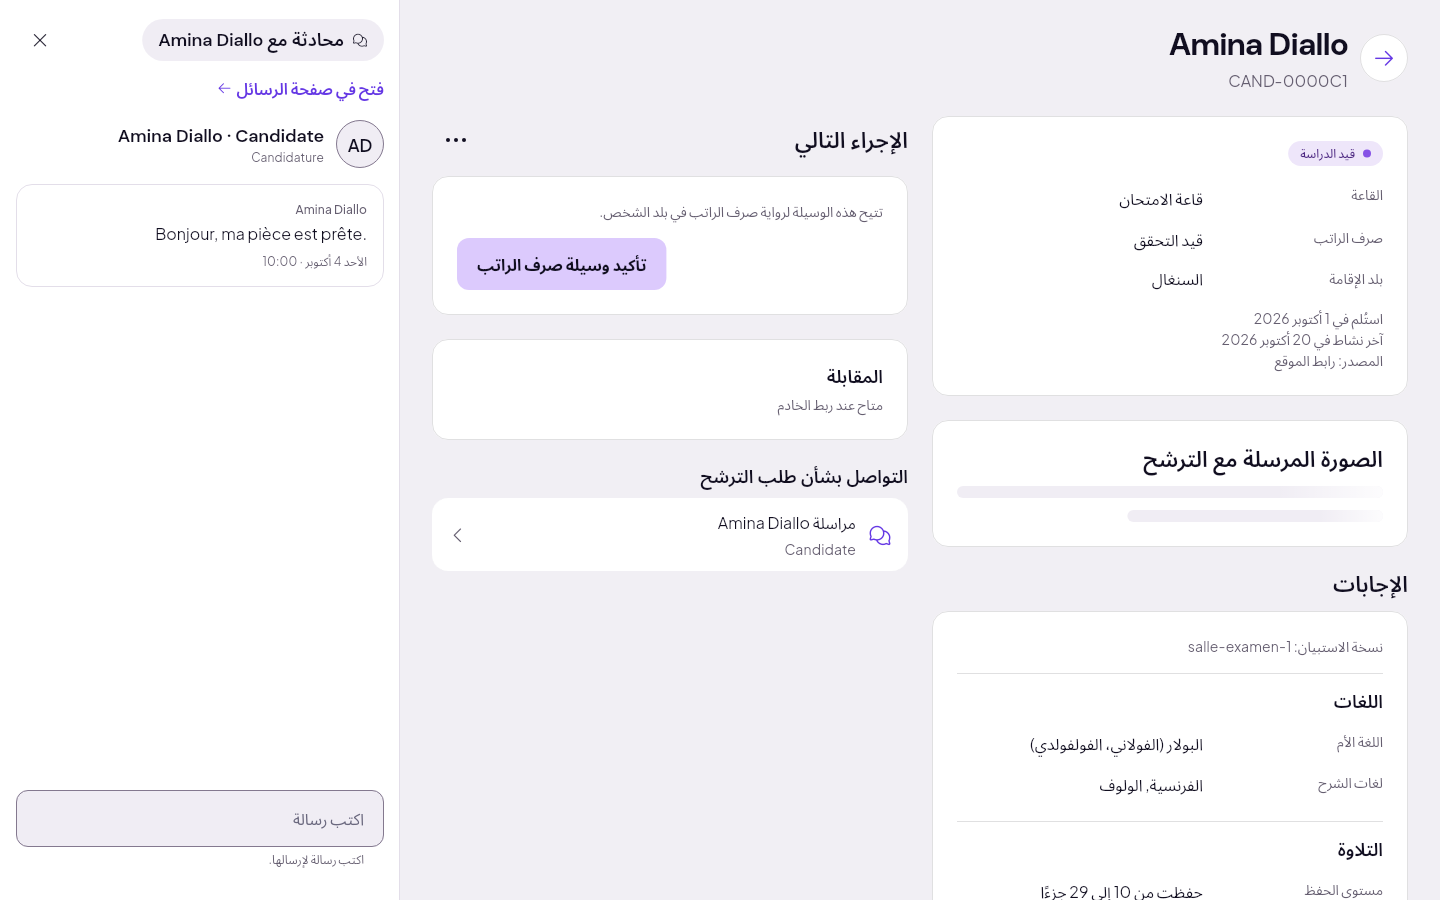 Amina Diallo
CAND-0000C1
قيد الدراسة
القاعة
قاعة الامتحان
صرف الراتب
قيد التحقق
بلد الإقامة
السنغال
استُلم في 1 أكتوبر 2026
آخر نشاط في 20 أكتوبر 2026
المصدر: رابط الموقع
الصورة المرسلة مع الترشح
الإجابات
نسخة الاستبيان: salle-examen-1
اللغات
اللغة الأم
البولار (الفولاني، الفولفولدي)
لغات الشرح
الفرنسية, الولوف
التلاوة
مستوى الحفظ
حفظت من 10 إلى 29 جزءًا
الإجراء التالي
تتيح هذه الوسيلة لرواية صرف الراتب في بلد الشخص.
تأكيد وسيلة صرف الراتب
المقابلة
متاح عند ربط الخادم
التواصل بشأن طلب الترشح
مراسلة Amina Diallo
Candidate
محادثة مع Amina Diallo
فتح في صفحة الرسائل
AD
Amina Diallo · Candidate
Candidature
Amina Diallo
Bonjour, ma pièce est prête.
الأحد 4 أكتوبر · 10:00
اكتب رسالة
اكتب رسالة لإرسالها.